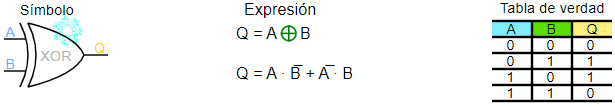 Símbolo
A
B
XOR
Q
Expresión
Q = A ⊕ B
Q = A · B̅ + A̅ · B
Tabla de verdad
A B Q
0 0 0
0 1 1
1 0 1
1 1 0